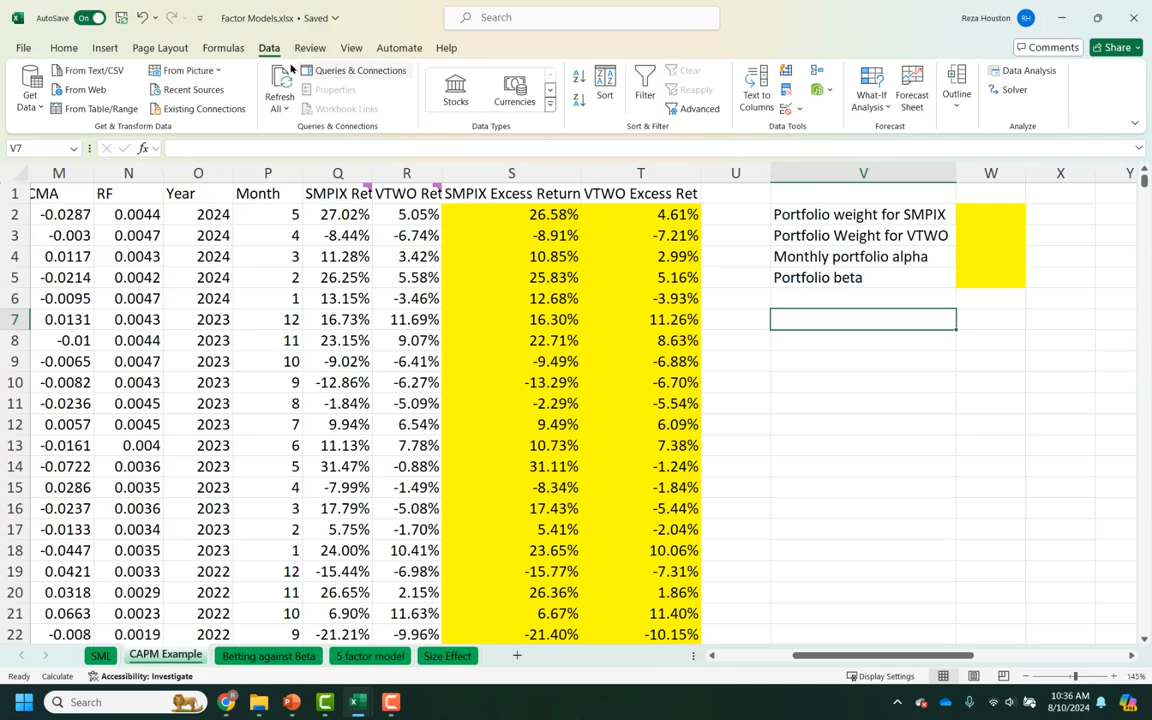 AutoSave On Factor Models.xlsx • Saved Search Reza Houston RH
File Home Insert Page Layout Formulas Data Review View Automate Help Comments Share
Get Data From Text/CSV From Picture Refresh All Queries & Connections Stocks Currencies Sort Filter Clear Text to Columns What-If Analysis Forecast Sheet Outline Data Analysis
From Web Recent Sources Properties Reapply Solver
From Table/Range Existing Connections Workbook Links Advanced
Get & Transform Data Queries & Connections Data Types Sort & Filter Data Tools Forecast Analyze
V7 fx
M N O P Q R S T U V W X Y
1 CMA RF Year Month SMPIX Ret VTWO Ret SMPIX Excess Return VTWO Excess Ret
2 -0.0287 0.0044 2024 5 27.02% 5.05% 26.58% 4.61% Portfolio weight for SMPIX
3 -0.003 0.0047 2024 4 -8.44% -6.74% -8.91% -7.21% Portfolio Weight for VTWO
4 0.0117 0.0043 2024 3 11.28% 3.42% 10.85% 2.99% Monthly portfolio alpha
5 -0.0214 0.0042 2024 2 26.25% 5.58% 25.83% 5.16% Portfolio beta
6 -0.0095 0.0047 2024 1 13.15% -3.46% 12.68% -3.93%
7 0.0131 0.0043 2023 12 16.73% 11.69% 16.30% 11.26%
8 -0.01 0.0044 2023 11 23.15% 9.07% 22.71% 8.63%
9 -0.0065 0.0047 2023 10 -9.02% -6.41% -9.49% -6.88%
10 -0.0082 0.0043 2023 9 -12.86% -6.27% -13.29% -6.70%
11 -0.0236 0.0045 2023 8 -1.84% -5.09% -2.29% -5.54%
12 0.0057 0.0045 2023 7 9.94% 6.54% 9.49% 6.09%
13 -0.0161 0.004 2023 6 11.13% 7.78% 10.73% 7.38%
14 -0.0722 0.0036 2023 5 31.47% -0.88% 31.11% -1.24%
15 0.0286 0.0035 2023 4 -7.99% -1.49% -8.34% -1.84%
16 -0.0237 0.0036 2023 3 17.79% -5.08% 17.43% -5.44%
17 -0.0133 0.0034 2023 2 5.75% -1.70% 5.41% -2.04%
18 -0.0447 0.0035 2023 1 24.00% 10.41% 23.65% 10.06%
19 0.0421 0.0033 2022 12 -15.44% -6.98% -15.77% -7.31%
20 0.0318 0.0029 2022 11 26.65% 2.15% 26.36% 1.86%
21 0.0663 0.0023 2022 10 6.90% 11.63% 6.67% 11.40%
22 -0.008 0.0019 2022 9 -21.21% -9.96% -21.40% -10.15%
SML CAPM Example Betting against Beta 5 factor model Size Effect
Ready Calculate Accessibility: Investigate Display Settings 145%
Search 10:36 AM
8/10/2024